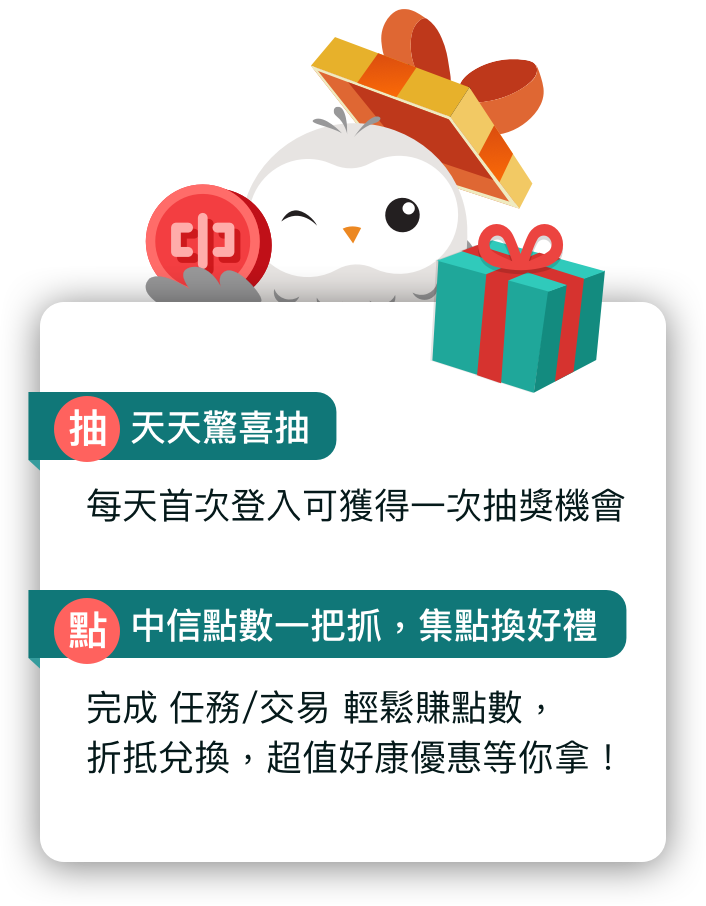 抽 天天驚喜抽
每天首次登入可獲得一次抽獎機會
點 中信點數一把抓，集點換好禮
完成 任務/交易 輕鬆賺點數，
折抵兌換，超值好康優惠等你拿！